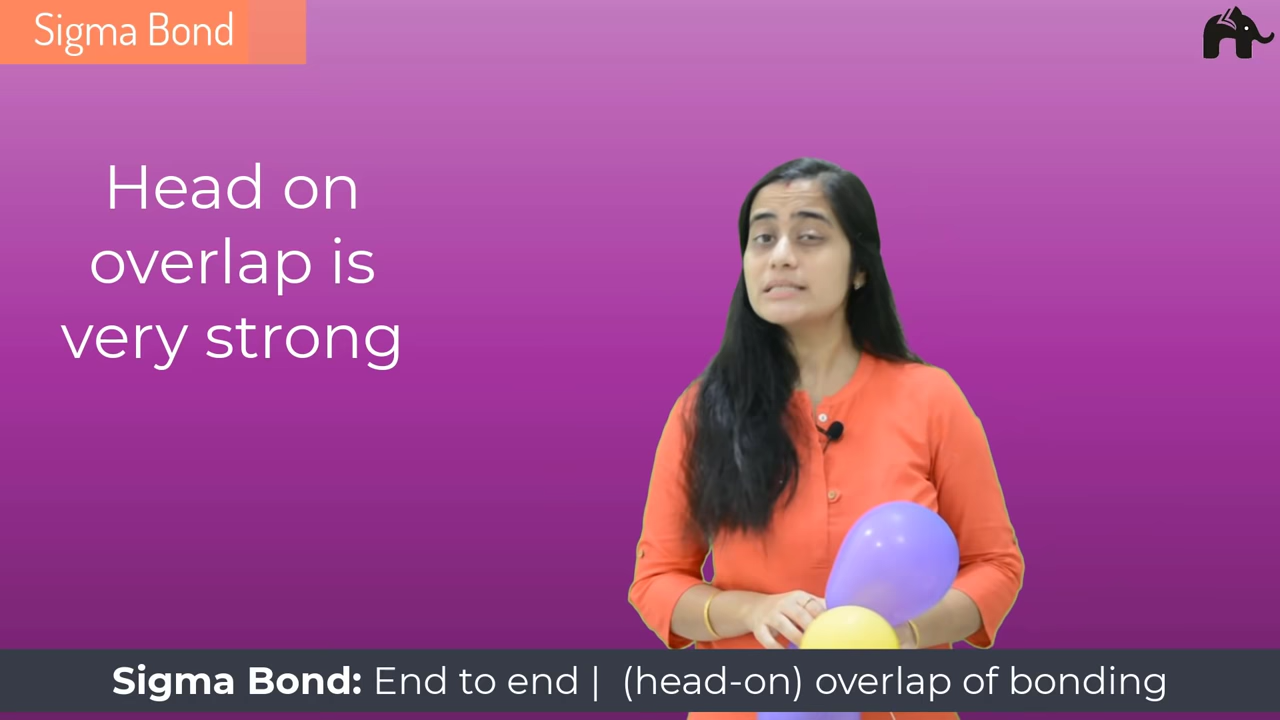 Sigma Bond
Head on
overlap is
very strong
Sigma Bond: End to end | (head-on) overlap of bonding